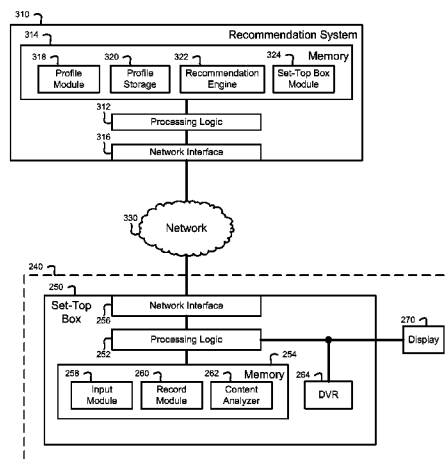 310
Recommendation System
314
Memory
318
320
322
324
Profile
Module
Profile
Storage
Recommendation
Engine
Set-Top Box
Module
312
Processing Logic
316
Network Interface
330
Network
240
250
Set-Top
Box
Network Interface
256
270
Processing Logic
Display
252
254
Memory
258
260
262
264
Input
Module
Record
Module
Content
Analyzer
DVR